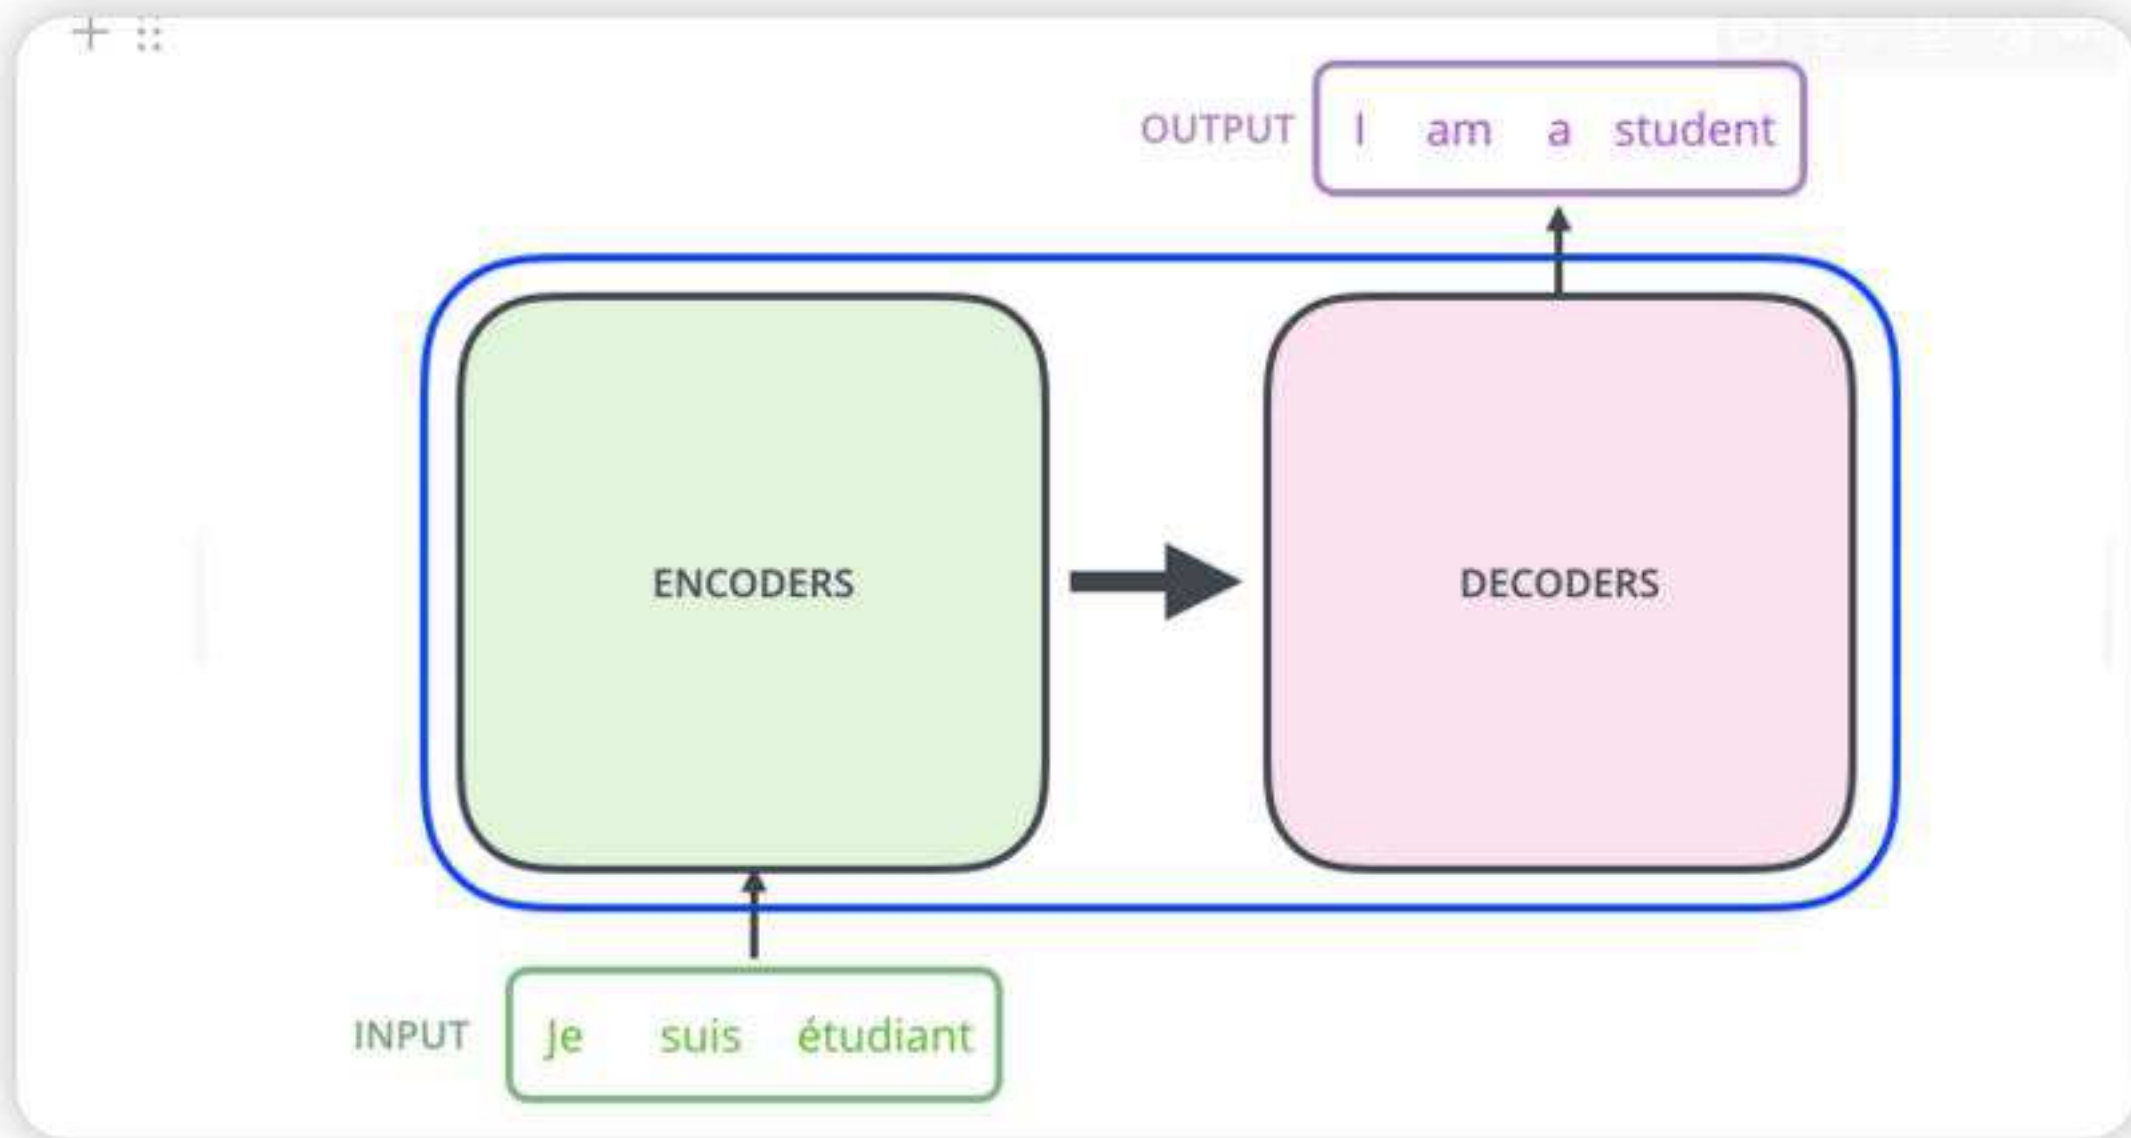 OUTPUT I am a student
ENCODERS DECODERS
INPUT Je suis étudiant